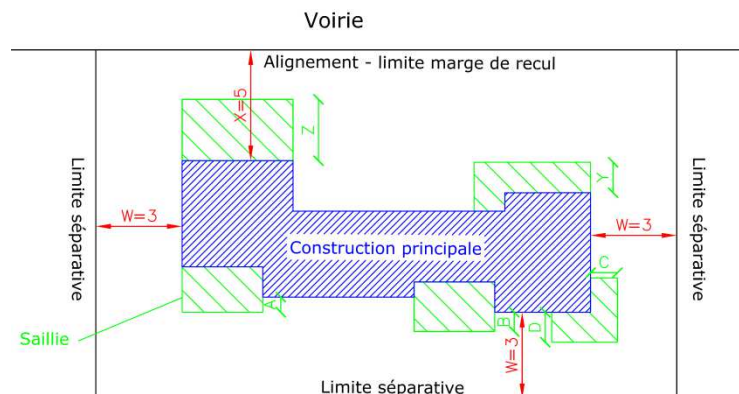 Voirie
Alignement - limite marge de recul
X=5
Z
Y
Limite séparative
Limite séparative
W=3
W=3
Construction principale
C
A
B
D
Saillie
W=3
Limite séparative